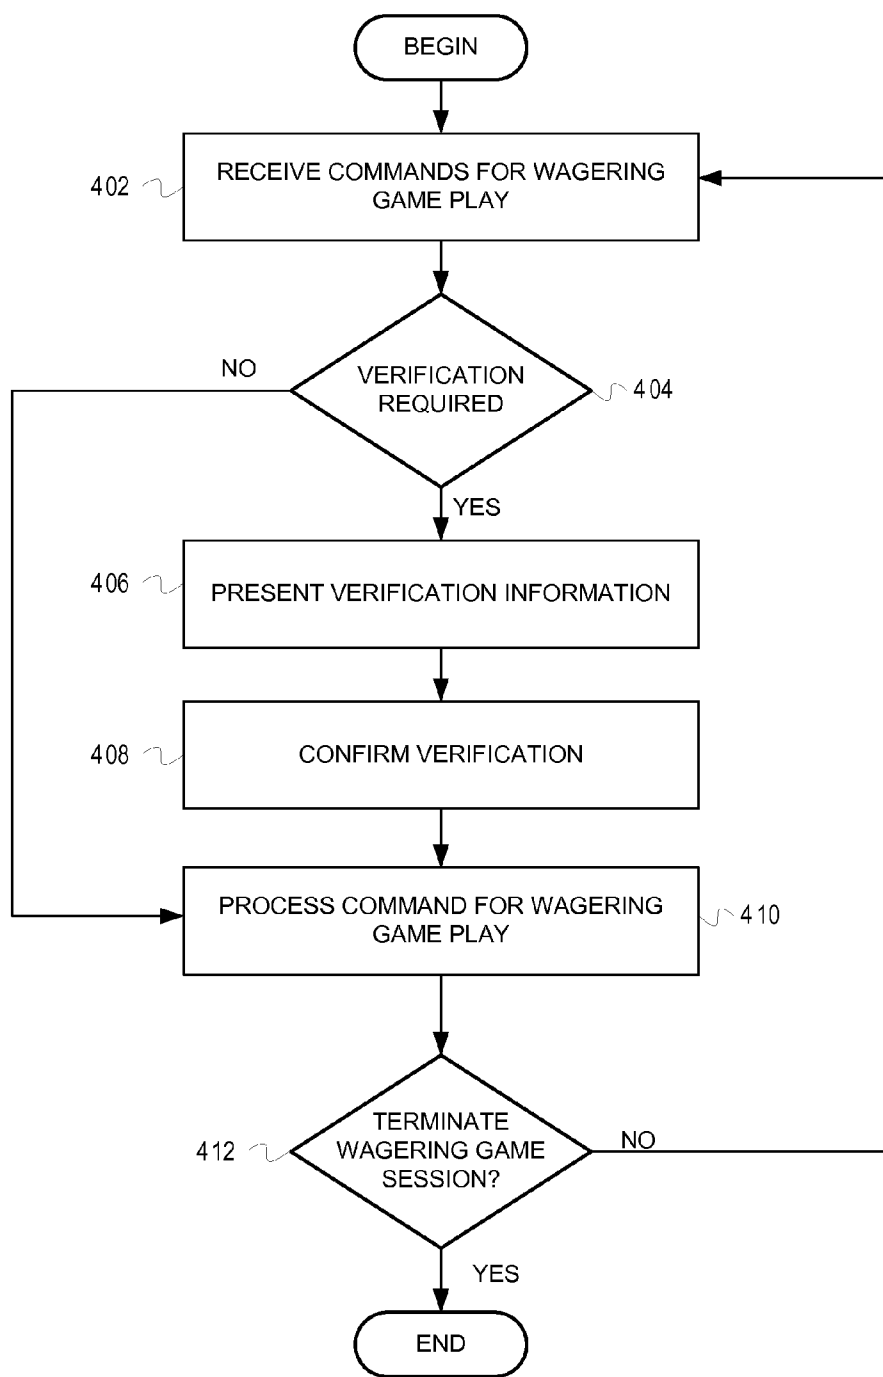 BEGIN
RECEIVE COMMANDS FOR WAGERING
GAME PLAY
402
NO
VERIFICATION
REQUIRED
404
YES
406
PRESENT VERIFICATION INFORMATION
408
CONFIRM VERIFICATION
PROCESS COMMAND FOR WAGERING
GAME PLAY
410
412
TERMINATE
WAGERING GAME
SESSION?
NO
YES
END